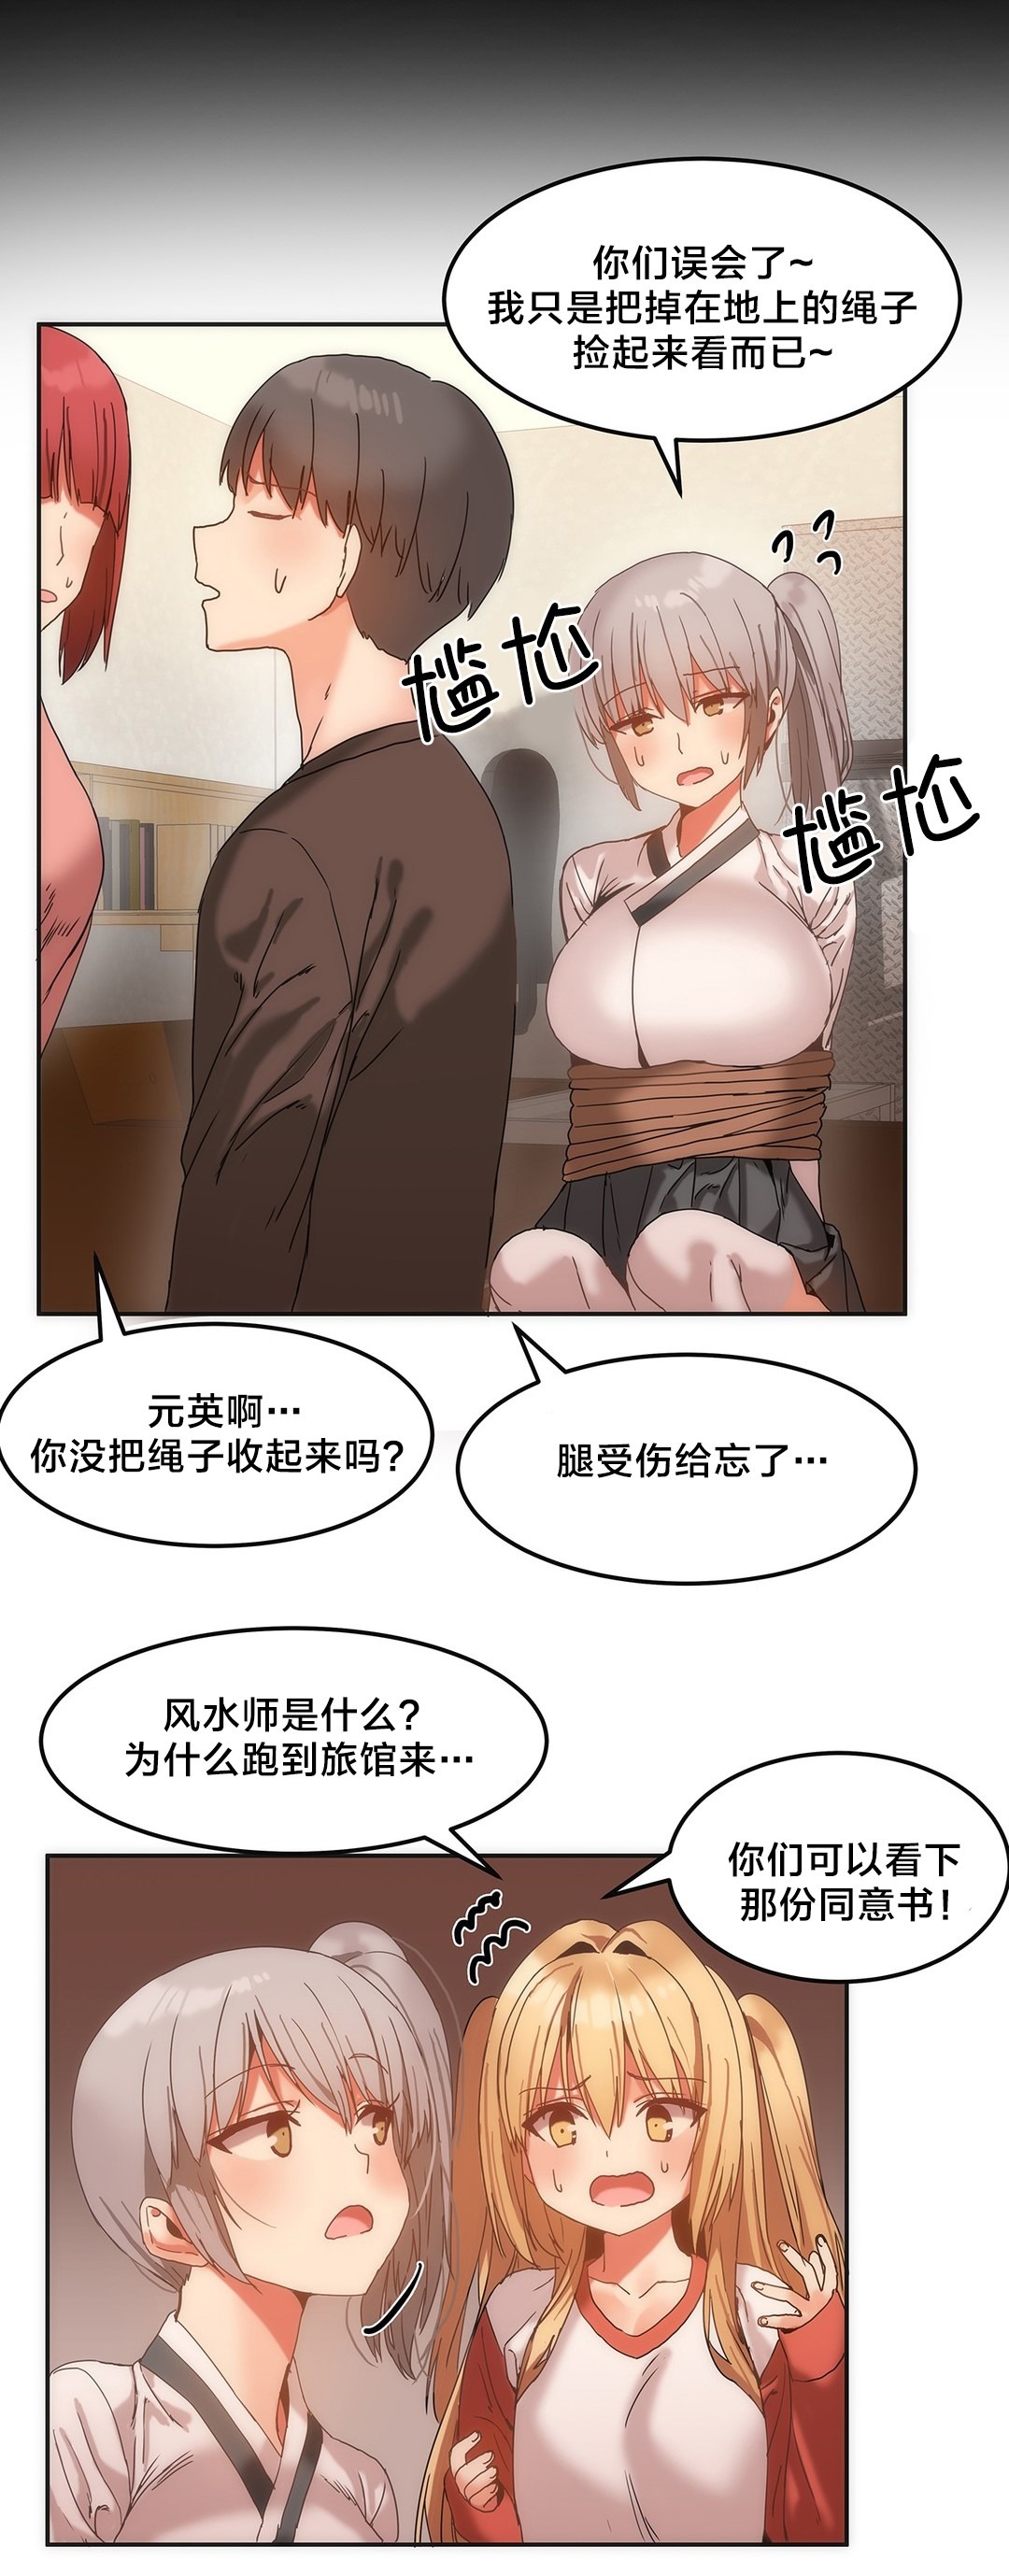 你们误会了~
我只是把掉在地上的绳子
捡起来看而已~
尴尬
尴尬
元英啊…
你没把绳子收起来吗？
腿受伤给忘了…
风水师是什么？
为什么跑到旅馆来…
你们可以看下
那份同意书！